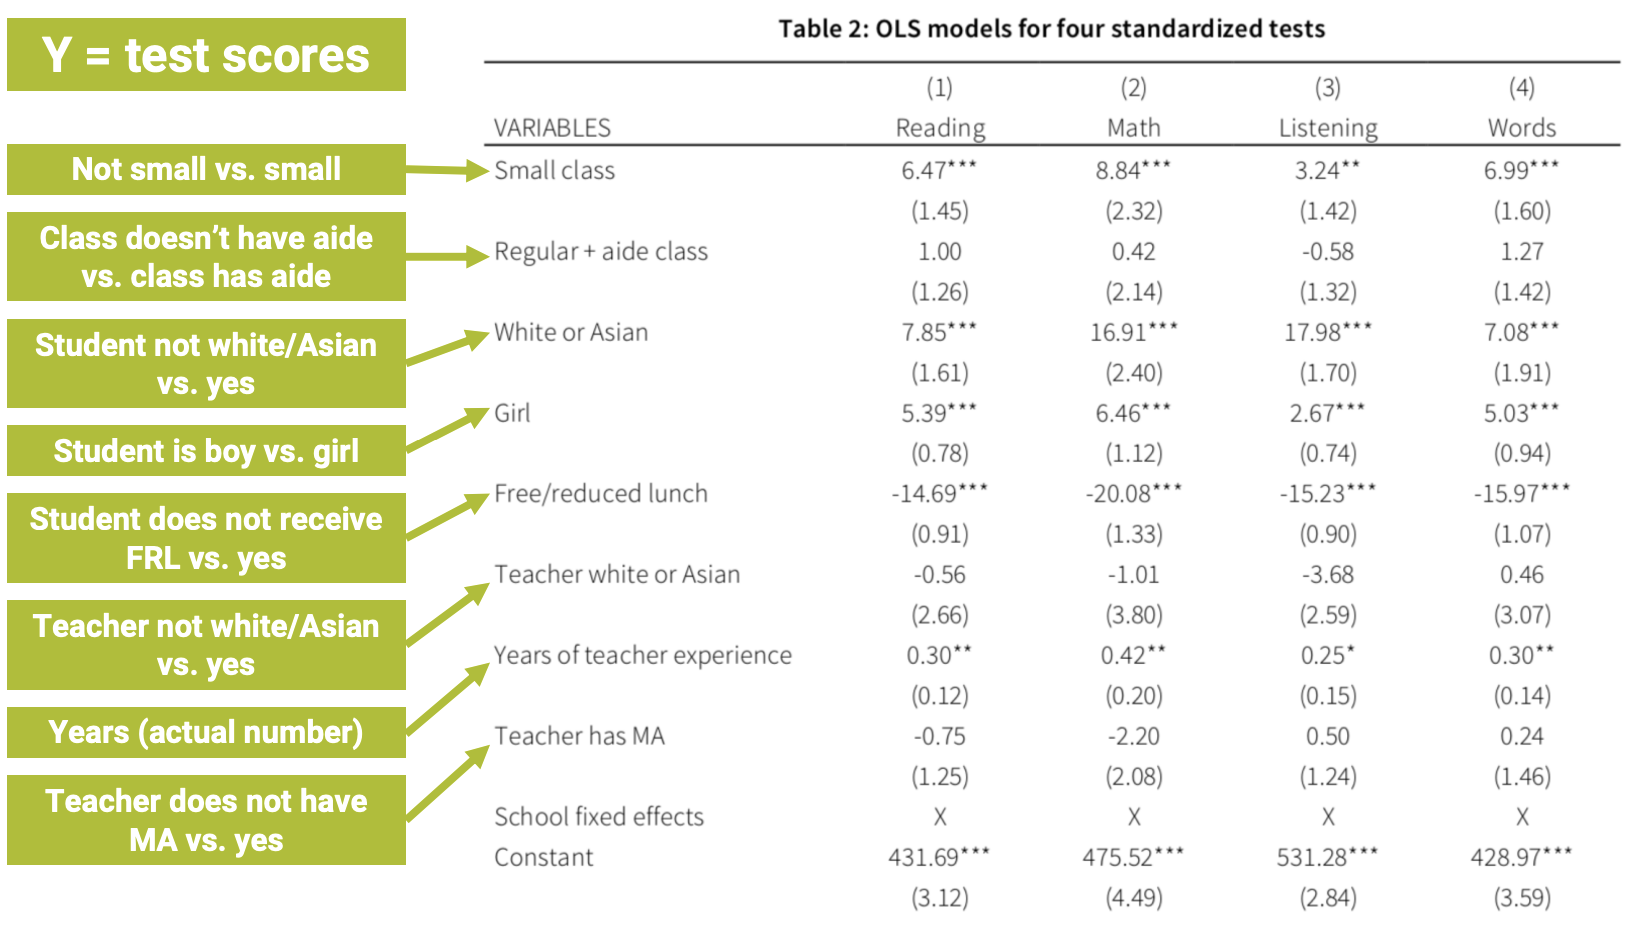 Y = test scores
Not small vs. small
Class doesn't have aide
vs. class has aide
Student not white/Asian
vs. yes
Student is boy vs. girl
Student does not receive
FRL vs. yes
Teacher not white/Asian
vs. yes
Years (actual number)
Teacher does not have
MA vs. yes
Table 2: OLS models for four standardized tests
(1) (2) (3) (4)
VARIABLES Reading Math Listening Words
Small class 6.47*** 8.84*** 3.24** 6.99***
(1.45) (2.32) (1.42) (1.60)
Regular + aide class 1.00 0.42 -0.58 1.27
(1.26) (2.14) (1.32) (1.42)
White or Asian 7.85*** 16.91*** 17.98*** 7.08***
(1.61) (2.40) (1.70) (1.91)
Girl 5.39*** 6.46*** 2.67*** 5.03***
(0.78) (1.12) (0.74) (0.94)
Free/reduced lunch -14.69*** -20.08*** -15.23*** -15.97***
(0.91) (1.33) (0.90) (1.07)
Teacher white or Asian -0.56 -1.01 -3.68 0.46
(2.66) (3.80) (2.59) (3.07)
Years of teacher experience 0.30** 0.42** 0.25* 0.30**
(0.12) (0.20) (0.15) (0.14)
Teacher has MA -0.75 -2.20 0.50 0.24
(1.25) (2.08) (1.24) (1.46)
School fixed effects X X X X
Constant 431.69*** 475.52*** 531.28*** 428.97***
(3.12) (4.49) (2.84) (3.59)